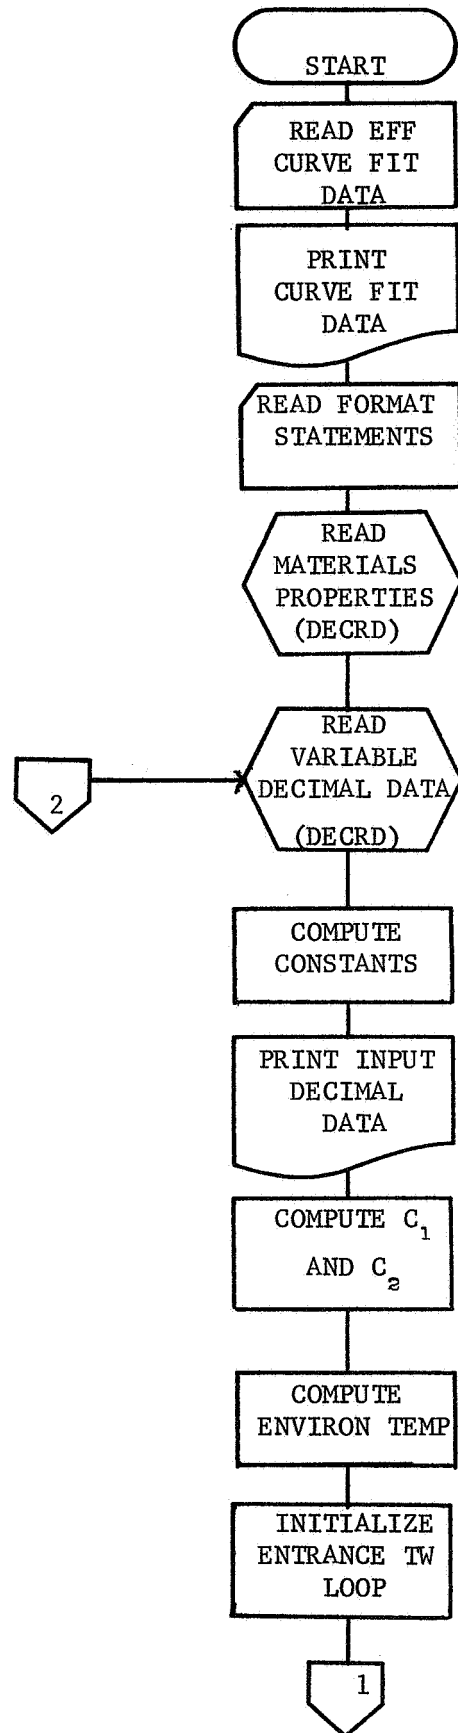 START
READ EFF
CURVE FIT
DATA
PRINT
CURVE FIT
DATA
READ FORMAT
STATEMENTS
READ
MATERIALS
PROPERTIES
(DECRD)
READ
VARIABLE
DECIMAL DATA
(DECRD)
2
COMPUTE
CONSTANTS
PRINT INPUT
DECIMAL
DATA
COMPUTE C₁
AND C₂
COMPUTE
ENVIRON TEMP
INITIALIZE
ENTRANCE TW
LOOP
1